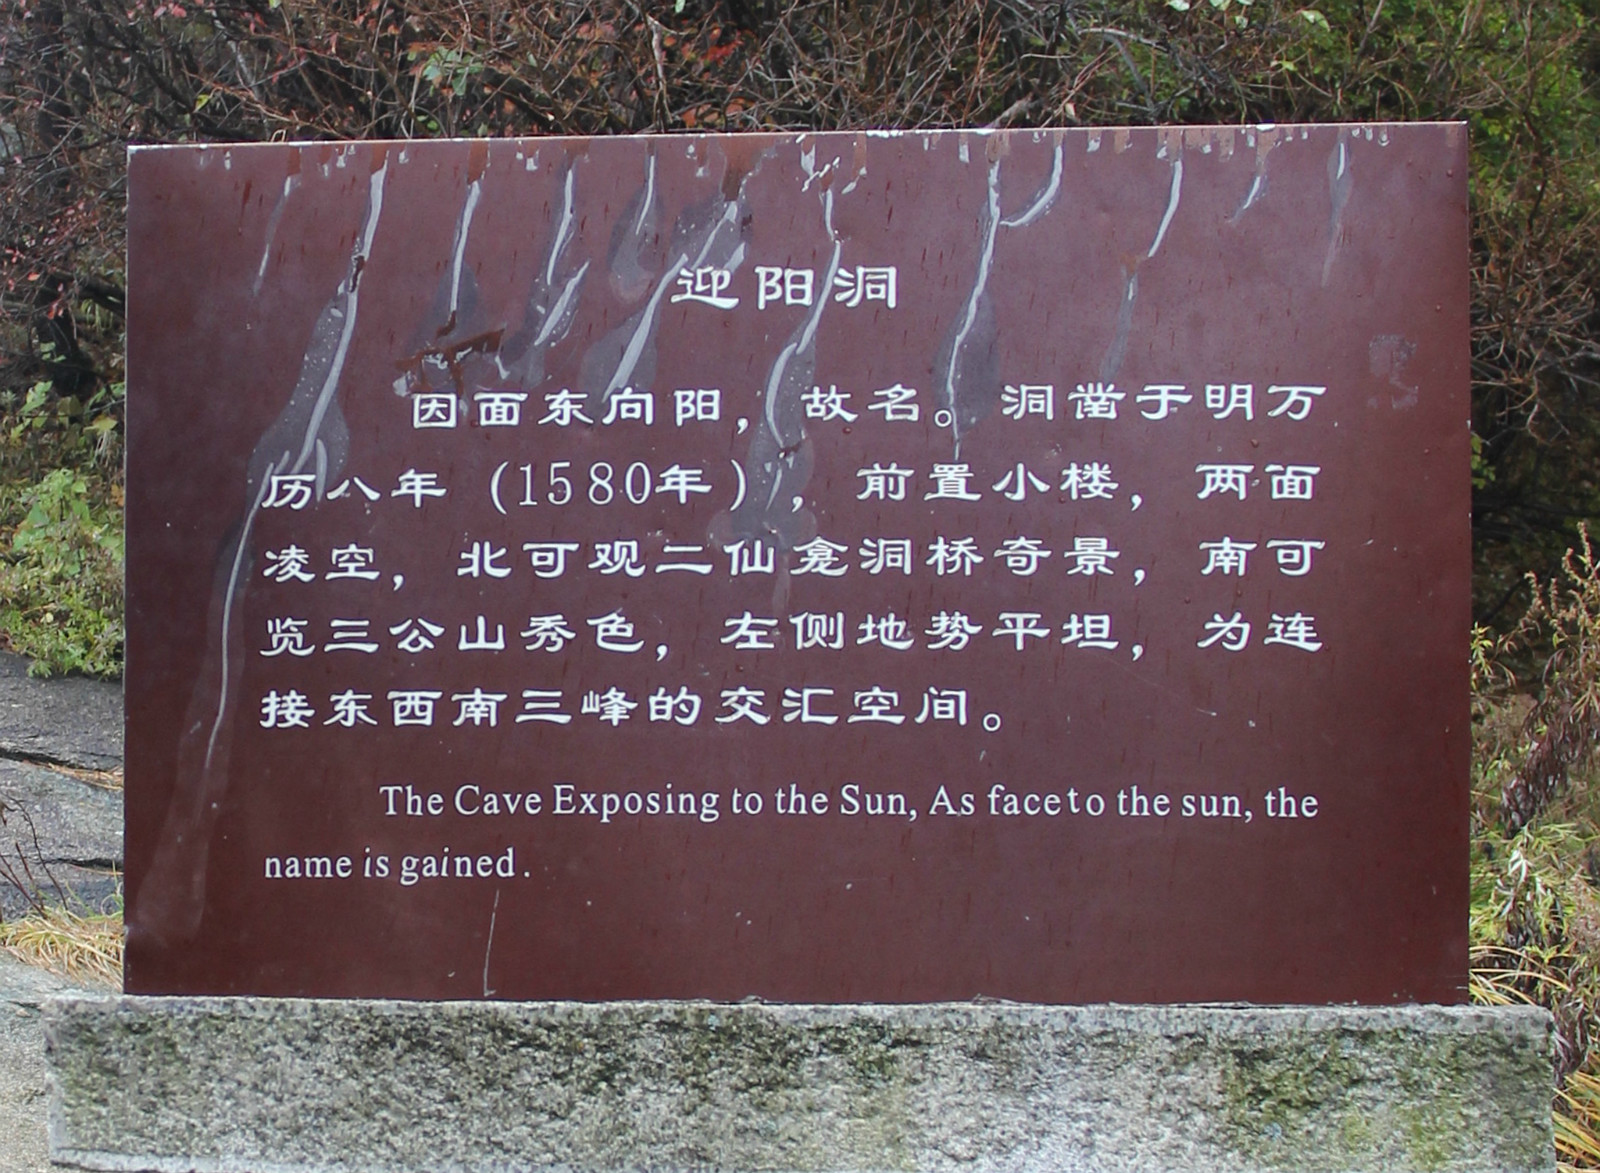 迎阳洞
因面东向阳，故名。洞凿于明万
历八年（1580年），前置小楼，两面
凌空，北可观二仙龛洞桥奇景，南可
览三公山秀色，左侧地势平坦，为连
接东西南三峰的交汇空间。
The Cave Exposing to the Sun, As face to the sun, the
name is gained.